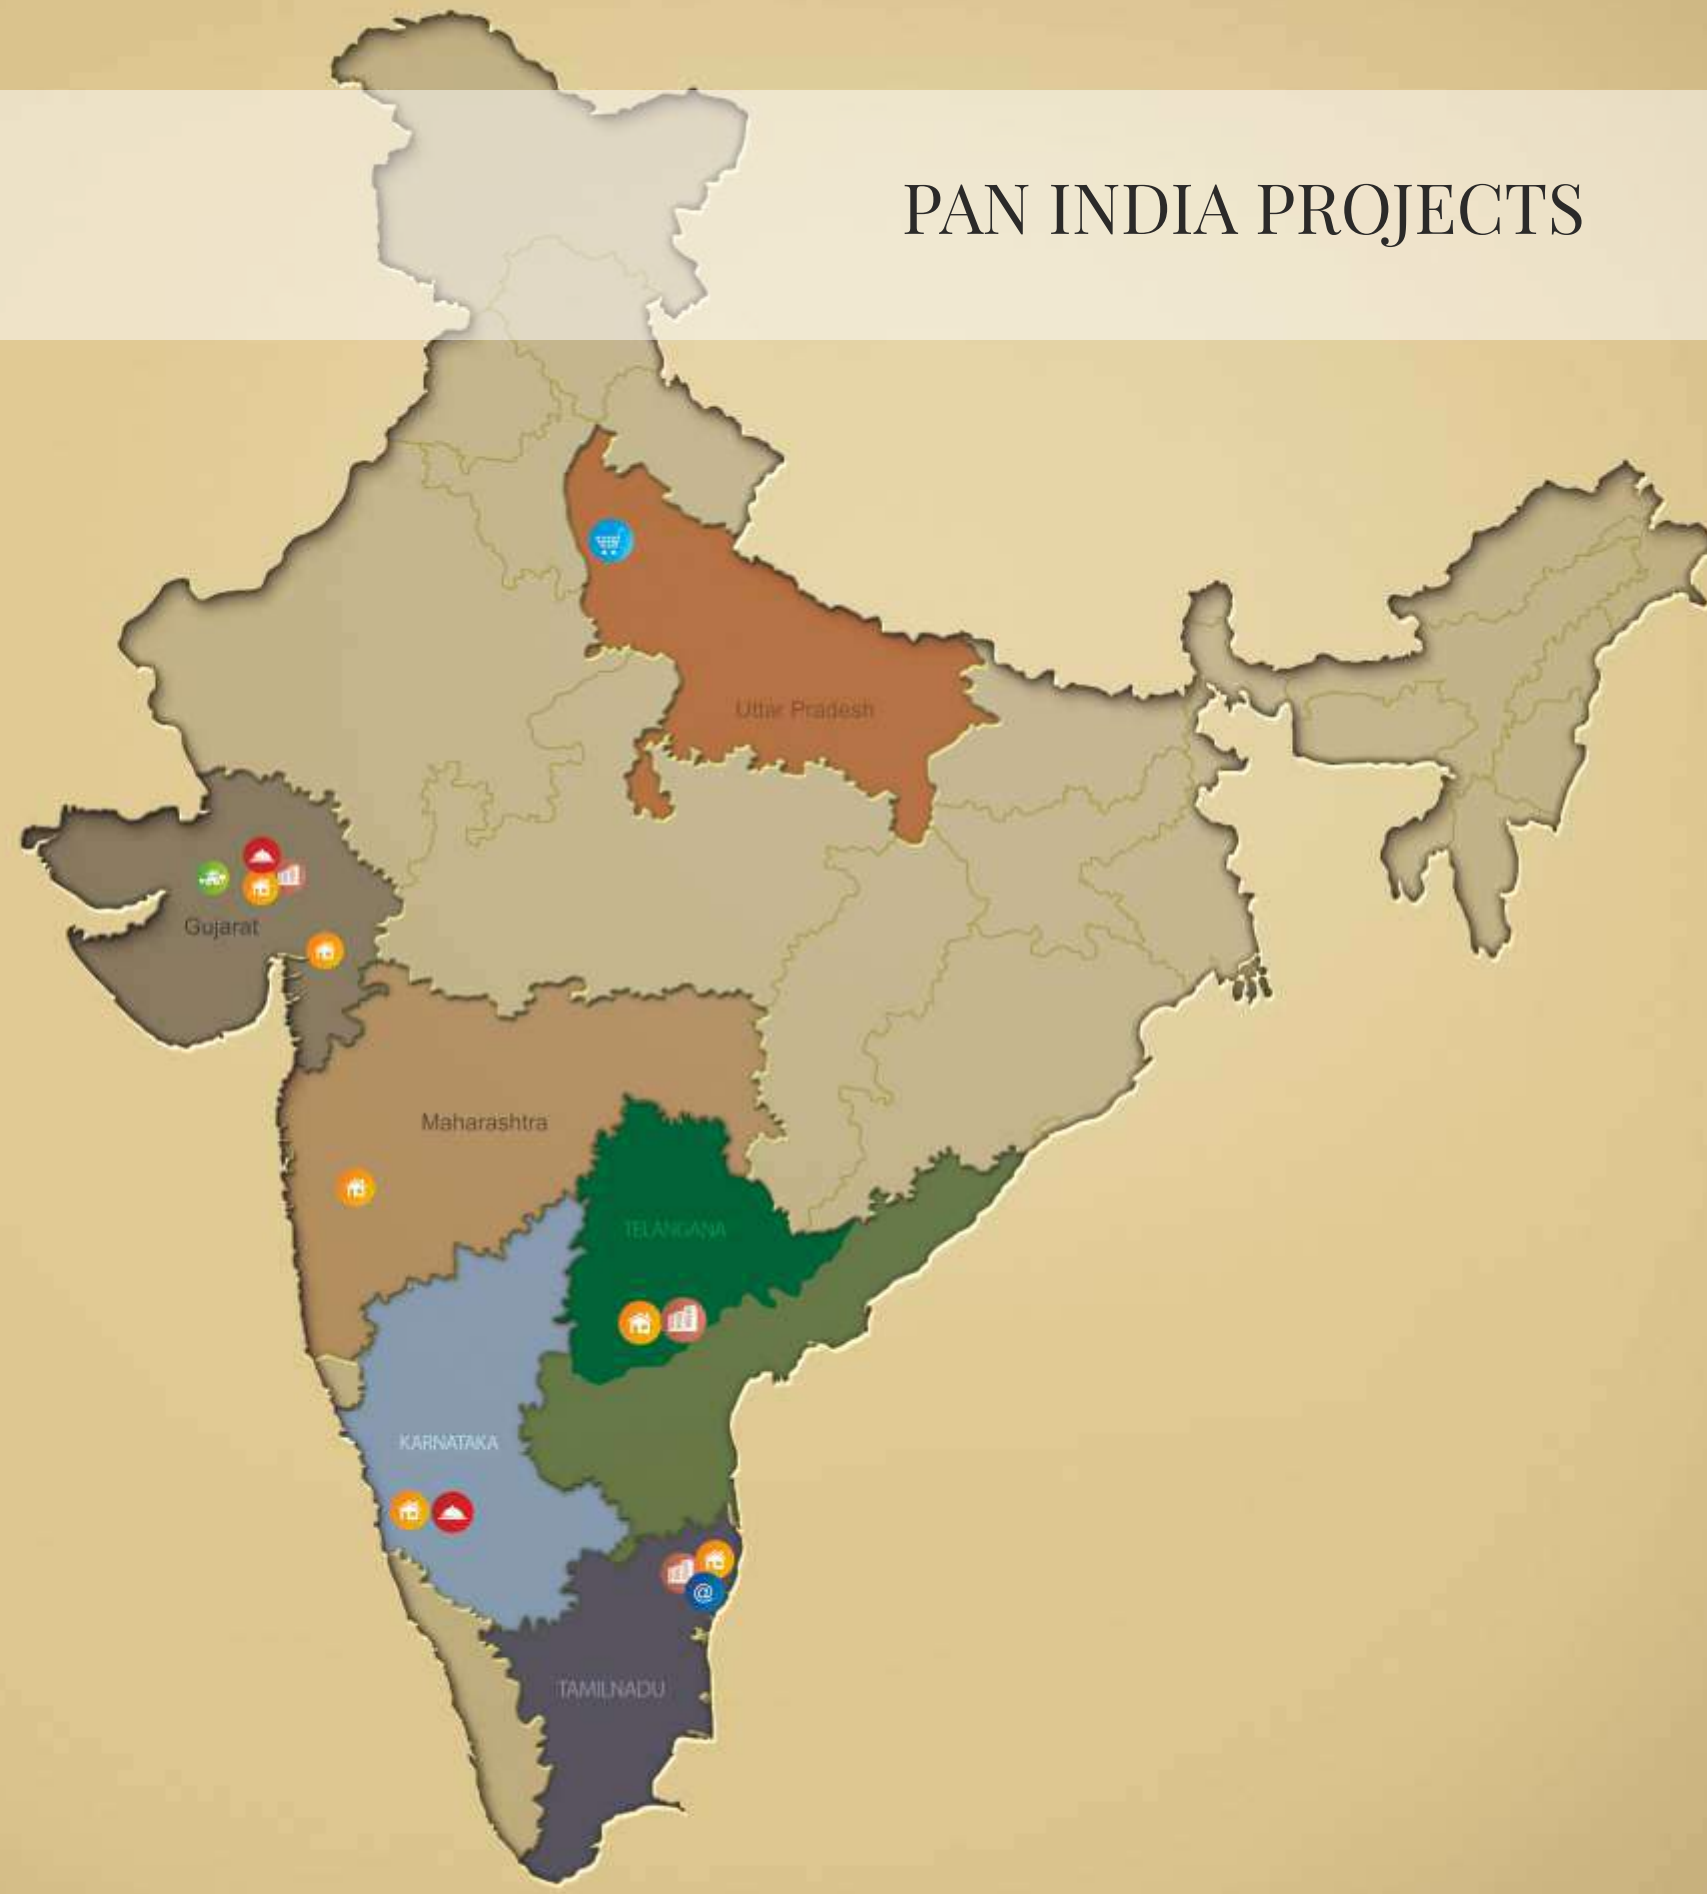 PAN INDIA PROJECTS
Uttar Pradesh
Gujarat
Maharashtra
TELANGANA
KARNATAKA
@
TAMILNADU